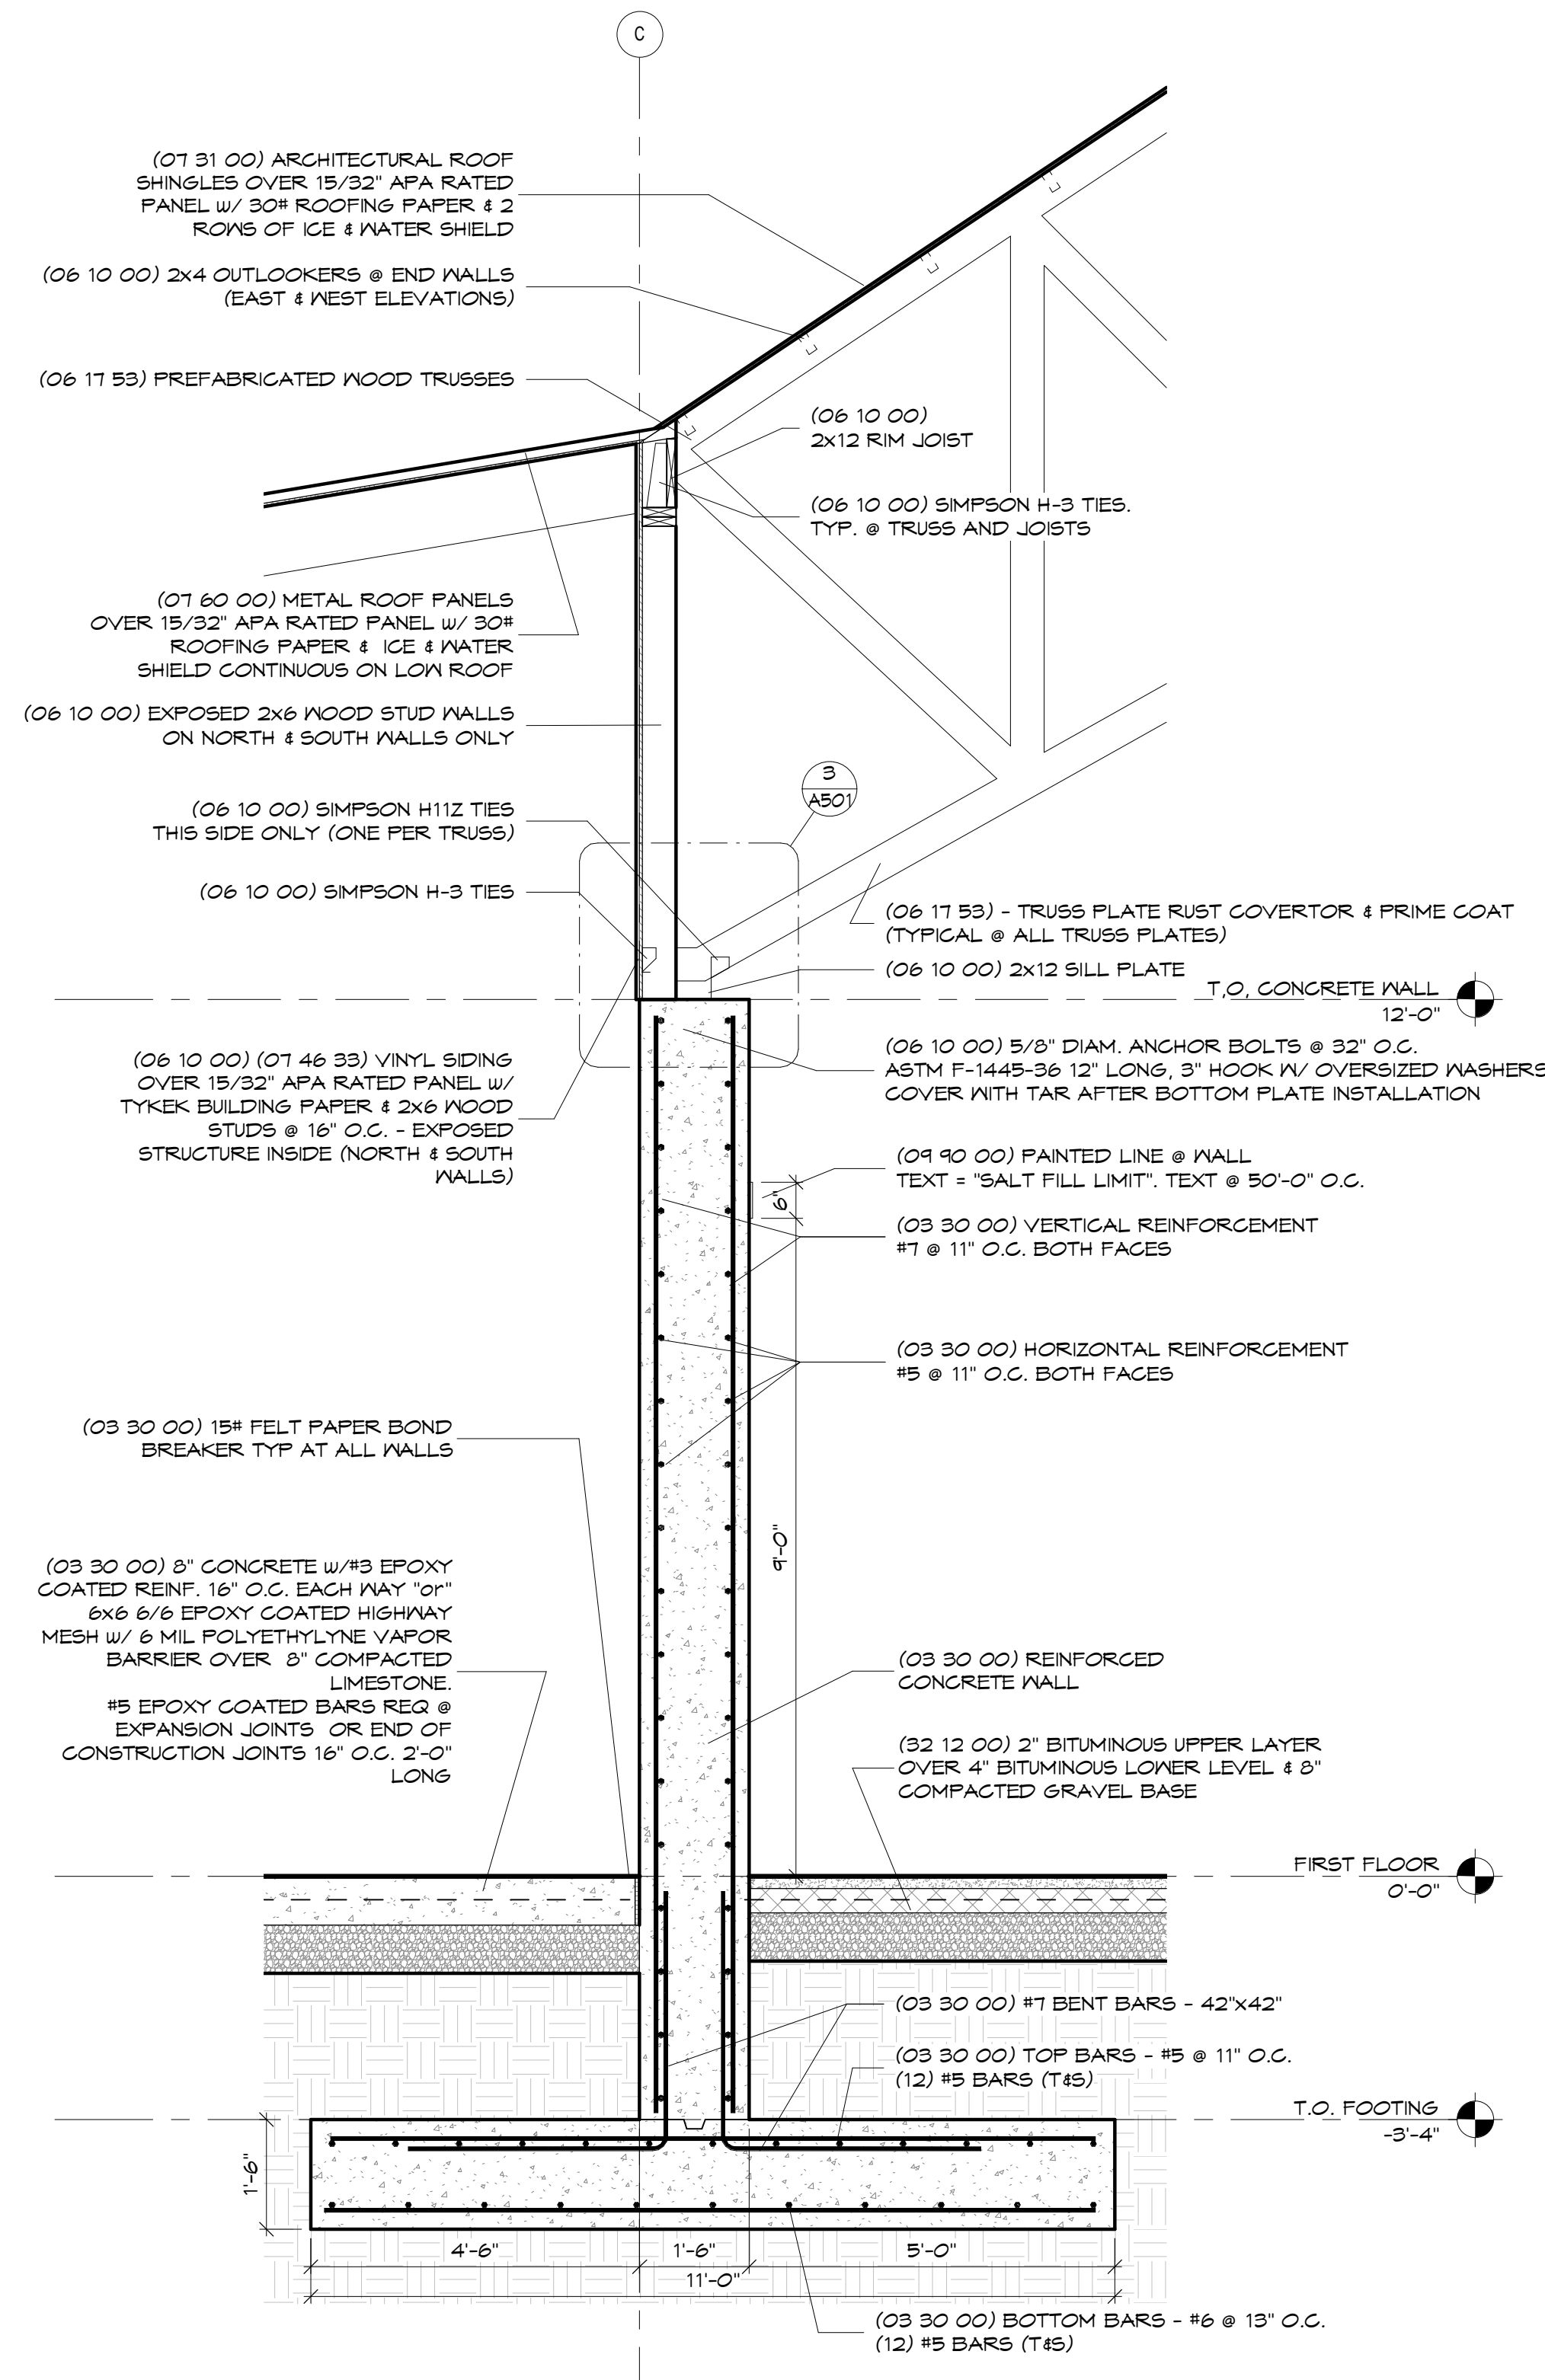 C
(07 31 00) ARCHITECTURAL ROOF
SHINGLES OVER 15/32" APA RATED
PANEL w/ 30# ROOFING PAPER & 2
ROWS OF ICE & WATER SHIELD
(06 10 00) 2x4 OUTLOOKERS @ END WALLS
(EAST & WEST ELEVATIONS)
(06 17 53) PREFABRICATED WOOD TRUSSES
(06 10 00)
2x12 RIM JOIST
(06 10 00) SIMPSON H-3 TIES.
TYP. @ TRUSS AND JOISTS
(07 60 00) METAL ROOF PANELS
OVER 15/32" APA RATED PANEL w/ 30#
ROOFING PAPER &  ICE & WATER
SHIELD CONTINUOUS ON LOW ROOF
(06 10 00) EXPOSED 2x6 WOOD STUD WALLS
ON NORTH & SOUTH WALLS ONLY
3
A501
(06 10 00) SIMPSON H11Z TIES
THIS SIDE ONLY (ONE PER TRUSS)
(06 10 00) SIMPSON H-3 TIES
(06 17 53) - TRUSS PLATE RUST COVERTOR & PRIME COAT
(TYPICAL @ ALL TRUSS PLATES)
(06 10 00) 2x12 SILL PLATE
T,O, CONCRETE WALL
12'-0"
(06 10 00) (07 46 33) VINYL SIDING
OVER 15/32" APA RATED PANEL w/
TYKEK BUILDING PAPER & 2x6 WOOD
STUDS @ 16" O.C. - EXPOSED
STRUCTURE INSIDE (NORTH & SOUTH
WALLS)
(06 10 00) 5/8" DIAM. ANCHOR BOLTS @ 32" O.C.
ASTM F-1445-36 12" LONG, 3" HOOK W/ OVERSIZED WASHERS
COVER WITH TAR AFTER BOTTOM PLATE INSTALLATION
(09 90 00) PAINTED LINE @ WALL
TEXT = "SALT FILL LIMIT". TEXT @ 50'-0" O.C.
6"
(03 30 00) VERTICAL REINFORCEMENT
#7 @ 11" O.C. BOTH FACES
(03 30 00) HORIZONTAL REINFORCEMENT
#5 @ 11" O.C. BOTH FACES
(03 30 00) 15# FELT PAPER BOND
BREAKER TYP AT ALL WALLS
9'-0"
(03 30 00) 8" CONCRETE w/#3 EPOXY
COATED REINF. 16" O.C. EACH WAY "or"
6x6 6/6 EPOXY COATED HIGHWAY
MESH w/ 6 MIL POLYETHYLYNE VAPOR
BARRIER OVER  8" COMPACTED
LIMESTONE.
#5 EPOXY COATED BARS REQ @
EXPANSION JOINTS  OR END OF
CONSTRUCTION JOINTS 16" O.C. 2'-0"
LONG
(03 30 00) REINFORCED
CONCRETE WALL
(32 12 00) 2" BITUMINOUS UPPER LAYER
OVER 4" BITUMINOUS LOWER LEVEL & 8"
COMPACTED GRAVEL BASE
FIRST FLOOR
0'-0"
(03 30 00) #7 BENT BARS - 42"x42"
(03 30 00) TOP BARS - #5 @ 11" O.C.
(12) #5 BARS (T&S)
T.O. FOOTING
-3'-4"
1'-6"
4'-6"
1'-6"
5'-0"
11'-0"
(03 30 00) BOTTOM BARS - #6 @ 13" O.C.
(12) #5 BARS (T&S)